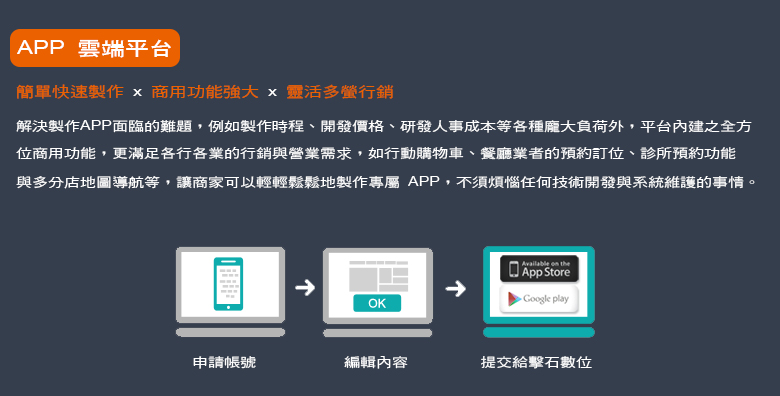 APP 雲端平台
簡單快速製作 x 商用功能強大 x 靈活多螢行銷
解決製作APP面臨的難題，例如製作時程、開發價格、研發人事成本等各種龐大負荷外，平台內建之全方
位商用功能，更滿足各行各業的行銷與營業需求，如行動購物車、餐廳業者的預約訂位、診所預約功能
與多分店地圖導航等，讓商家可以輕輕鬆鬆地製作專屬 APP，不須煩惱任何技術開發與系統維護的事情。
Available on the
App Store
OK
Google play
申請帳號
編輯內容
提交給擊石數位